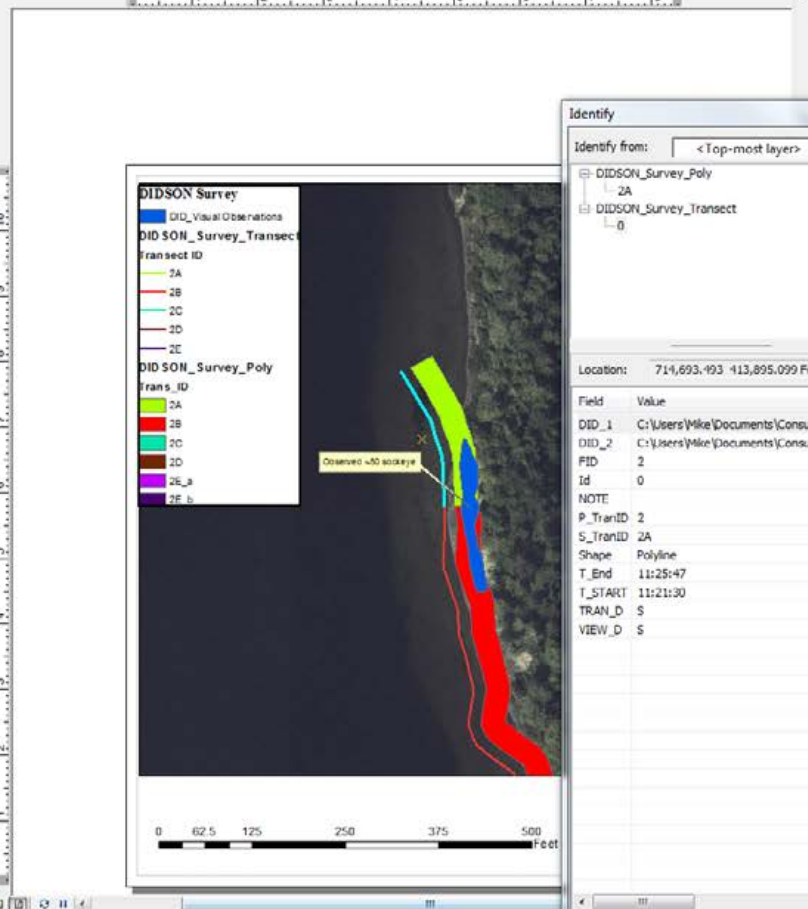 DIDSON Survey
DID_Visual Observations
DIDSON_Survey_Transect
Transect ID
2A
2B
2C
2D
2E
DIDSON_Survey_Poly
Trans_ID
2A
2B
2C
2D
2E_a
2E_b
Observed ~60 sockeye
0 62.5 125 250 375 500
Feet
Identify
Identify from: <Top-most layer>
DIDSON_Survey_Poly
2A
DIDSON_Survey_Transect
0
Location: 714,693.493 413,895.099 F
Field Value
DID_1 C:\Users\Mike\Documents\Consu
DID_2 C:\Users\Mike\Documents\Consu
FID 2
Id 0
NOTE
P_TranID 2
S_TranID 2A
Shape Polyline
T_End 11:25:47
T_START 11:21:30
TRAN_D S
VIEW_D S